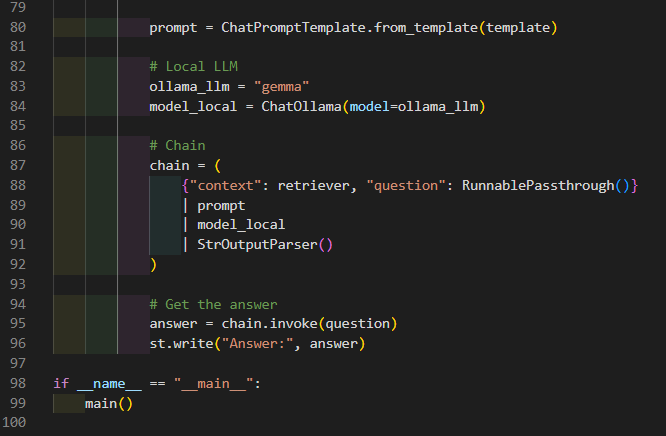 79
80 prompt = ChatPromptTemplate.from_template(template)
81
82 # Local LLM
83 ollama_llm = "gemma"
84 model_local = ChatOllama(model=ollama_llm)
85
86 # Chain
87 chain = (
88 {"context": retriever, "question": RunnablePassthrough()}
89 | prompt
90 | model_local
91 | StrOutputParser()
92 )
93
94 # Get the answer
95 answer = chain.invoke(question)
96 st.write("Answer:", answer)
97
98 if __name__ == "__main__":
99 main()
100